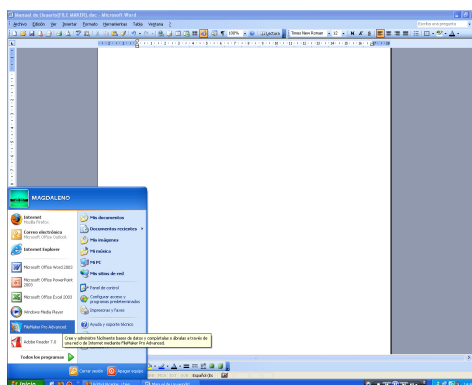 Manual de Usuario(FILE MAKER).doc - Microsoft Word
Archivo Edición Ver Insertar Formato Herramientas Tabla Ventana ?
Escriba una pregunta
100% Lectura Times New Roman 12 N K S
MAGDALENO
Internet
Mozilla Firefox
Correo electrónico
Microsoft Office Outlook
Internet Explorer
Microsoft Office Word 2003
Microsoft Office PowerPoint 2003
Microsoft Office Excel 2003
Windows Media Player
FileMaker Pro Advanced
Adobe Reader 7.0
Todos los programas
Mis documentos
Documentos recientes
Mis imágenes
Mi música
Mi PC
Mis sitios de red
Panel de control
Configurar acceso y
programas predeterminados
Impresoras y faxes
Ayuda y soporte técnico
Cree y administre fácilmente bases de datos y compártalas o ábralas a través de
una red o de Internet mediante FileMaker Pro Advanced.
Cerrar sesión Apagar equipo
Español (Es
Inicio